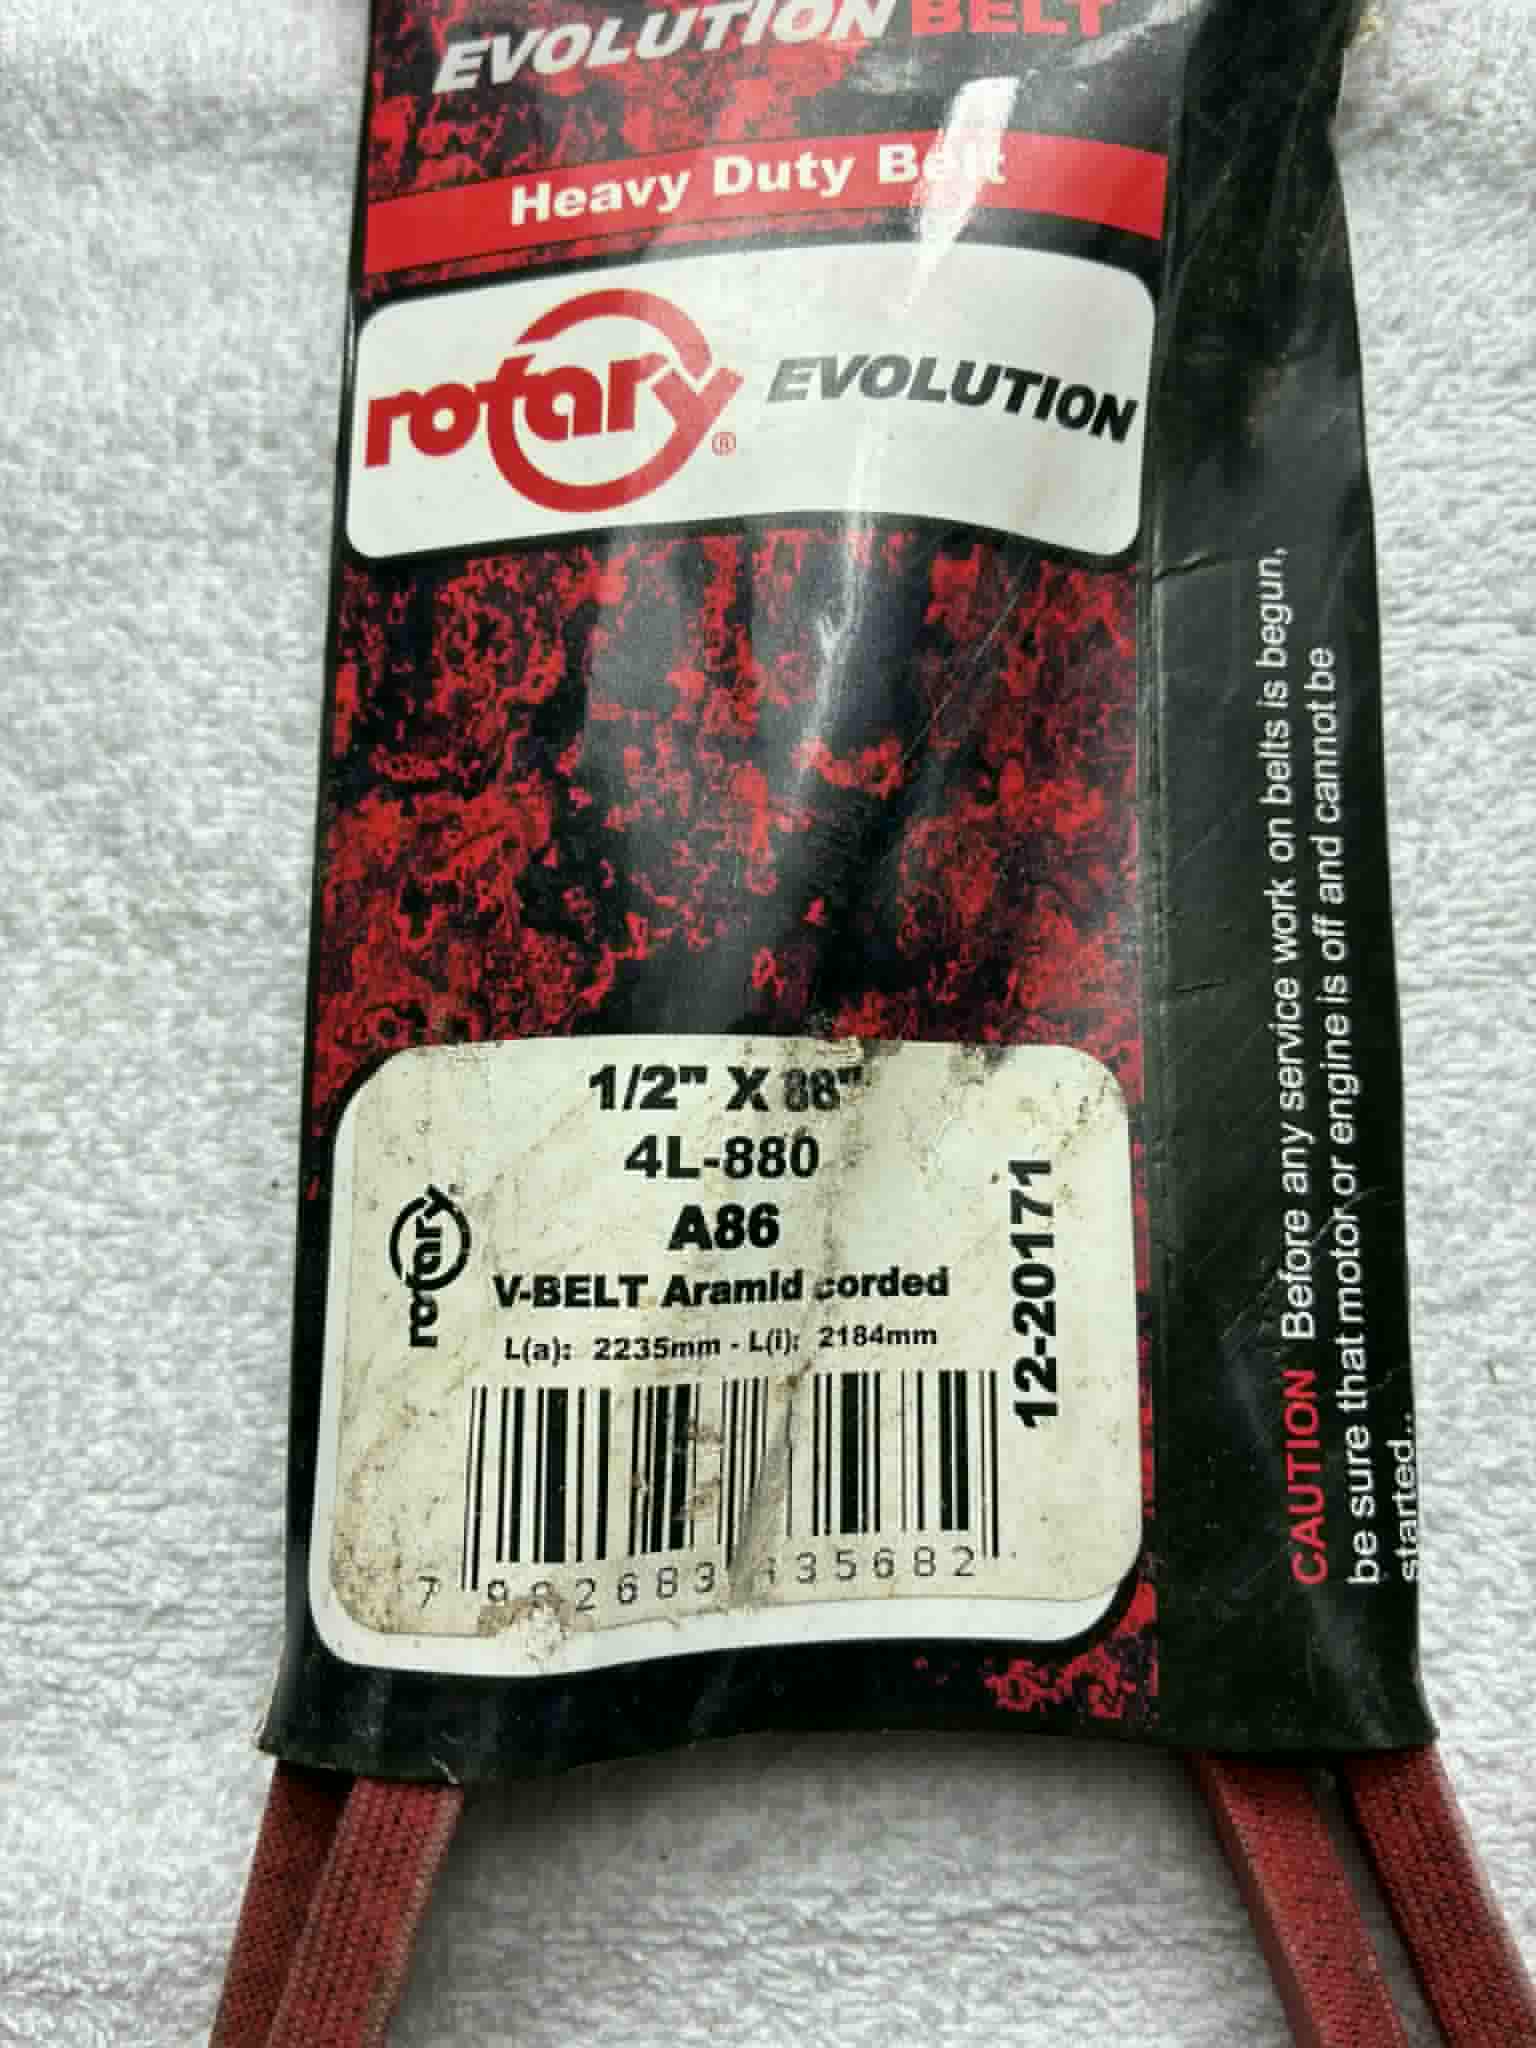 EVOLUTION BELT
Heavy Duty Belt
rotary®
EVOLUTION
1/2" X 88"
4L-880
A86
V-BELT Aramid corded
L(a): 2235mm - L(i): 2184mm
rotary
12-20171
CAUTION Before any service work on belts is begun,
be sure that motor or engine is off and cannot be
started..